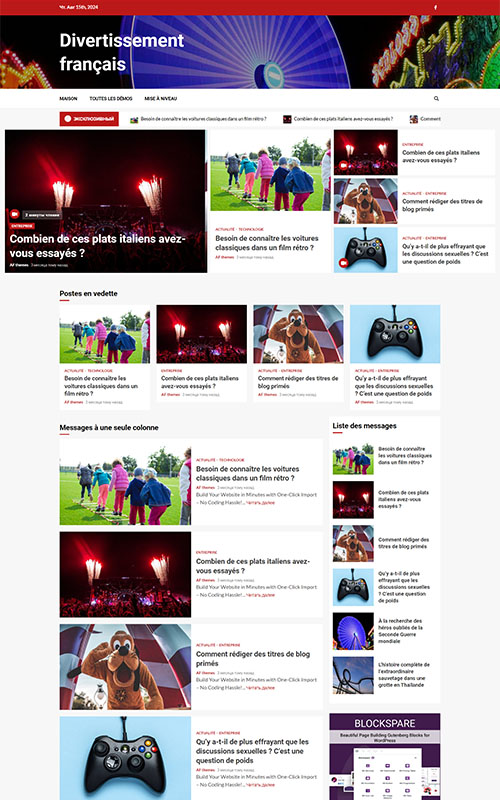 Чт. Авг 15th, 2024
Divertissement
français
MAISON
TOUTES LES DÉMOS
MISE À NIVEAU
ЭКСКЛЮЗИВНЫЙ
Besoin de connaître les voitures classiques dans un film rétro ?
Combien de ces plats italiens avez-vous essayés ?
Comment
2 минуты чтения
ENTREPRISE
Combien de ces plats italiens avez-
vous essayés ?
AF themes 3 месяца тому назад
ACTUALITÉ - TECHNOLOGIE
Besoin de connaître les voitures
classiques dans un film rétro ?
AF themes 3 месяца тому назад
ENTREPRISE
Combien de ces plats italiens
avez-vous essayés ?
ACTUALITÉ - ENTREPRISE
Comment rédiger des titres de
blog primés
ACTUALITÉ - ENTREPRISE
Qu'y a-t-il de plus effrayant que
les discussions sexuelles ? C'est
une question de poids
Postes en vedette
ACTUALITÉ - TECHNOLOGIE
Besoin de connaître les
voitures classiques dans un
film rétro ?
AF themes 3 месяца тому назад
ENTREPRISE
Combien de ces plats italiens
avez-vous essayés ?
AF themes 3 месяца тому назад
ACTUALITÉ - ENTREPRISE
Comment rédiger des titres de
blog primés
AF themes 3 месяца тому назад
ACTUALITÉ - ENTREPRISE
Qu'y a-t-il de plus effrayant
que les discussions sexuelles ?
C'est une question de poids
AF themes 3 месяца тому назад
Messages à une seule colonne
ACTUALITÉ - TECHNOLOGIE
Besoin de connaître les voitures
classiques dans un film rétro ?
AF themes 3 месяца тому назад
Build Your Website in Minutes with One-Click Import
– No Coding Hassle!... Читать далее
ENTREPRISE
Combien de ces plats italiens avez-
vous essayés ?
AF themes 3 месяца тому назад
Build Your Website in Minutes with One-Click Import
– No Coding Hassle!... Читать далее
ACTUALITÉ - ENTREPRISE
Comment rédiger des titres de blog
primés
AF themes 3 месяца тому назад
Build Your Website in Minutes with One-Click Import
– No Coding Hassle!... Читать далее
ACTUALITÉ - ENTREPRISE
Qu'y a-t-il de plus effrayant que les
discussions sexuelles ? C'est une
question de poids
AF themes 3 месяца тому назад
Build Your Website in Minutes with One-Click Import
– No Coding Hassle!... Читать далее
Liste des messages
Besoin de connaître
les voitures
classiques dans un
film rétro ?
Combien de ces
plats italiens avez-
vous essayés ?
Comment rédiger
des titres de blog
primés
Qu'y a-t-il de plus
effrayant que les
discussions sexuelles
? C'est une question
de poids
À la recherche des
héros oubliés de la
Seconde Guerre
mondiale
L'histoire complète de
l'extraordinaire
sauvetage dans une
grotte en Thaïlande
BLOCKSPARE
Beautiful Page Building Gutenberg Blocks for
WordPress